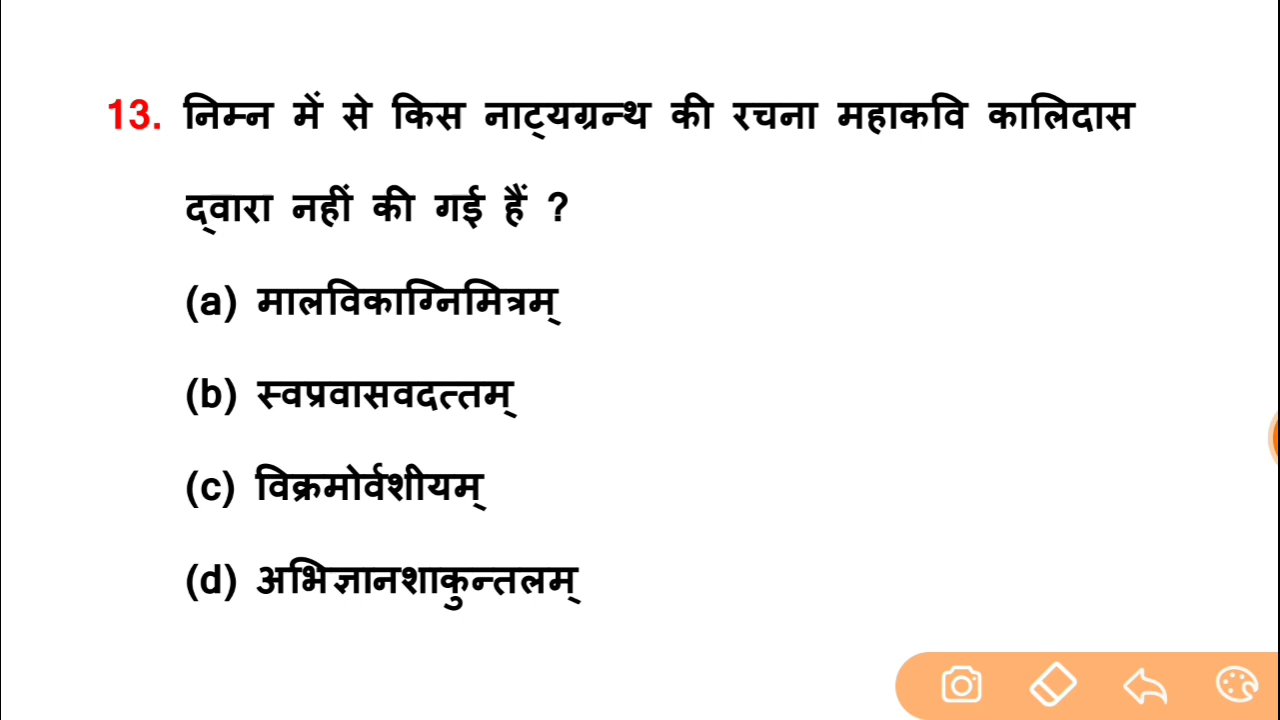 13. निम्न में से किस नाट्यग्रन्थ की रचना महाकवि कालिदास
द्वारा नहीं की गई हैं ?
(a) मालविकाग्निमित्रम्
(b) स्वप्रवासवदत्तम्
(c) विक्रमोर्वशीयम्
(d) अभिज्ञानशाकुन्तलम्